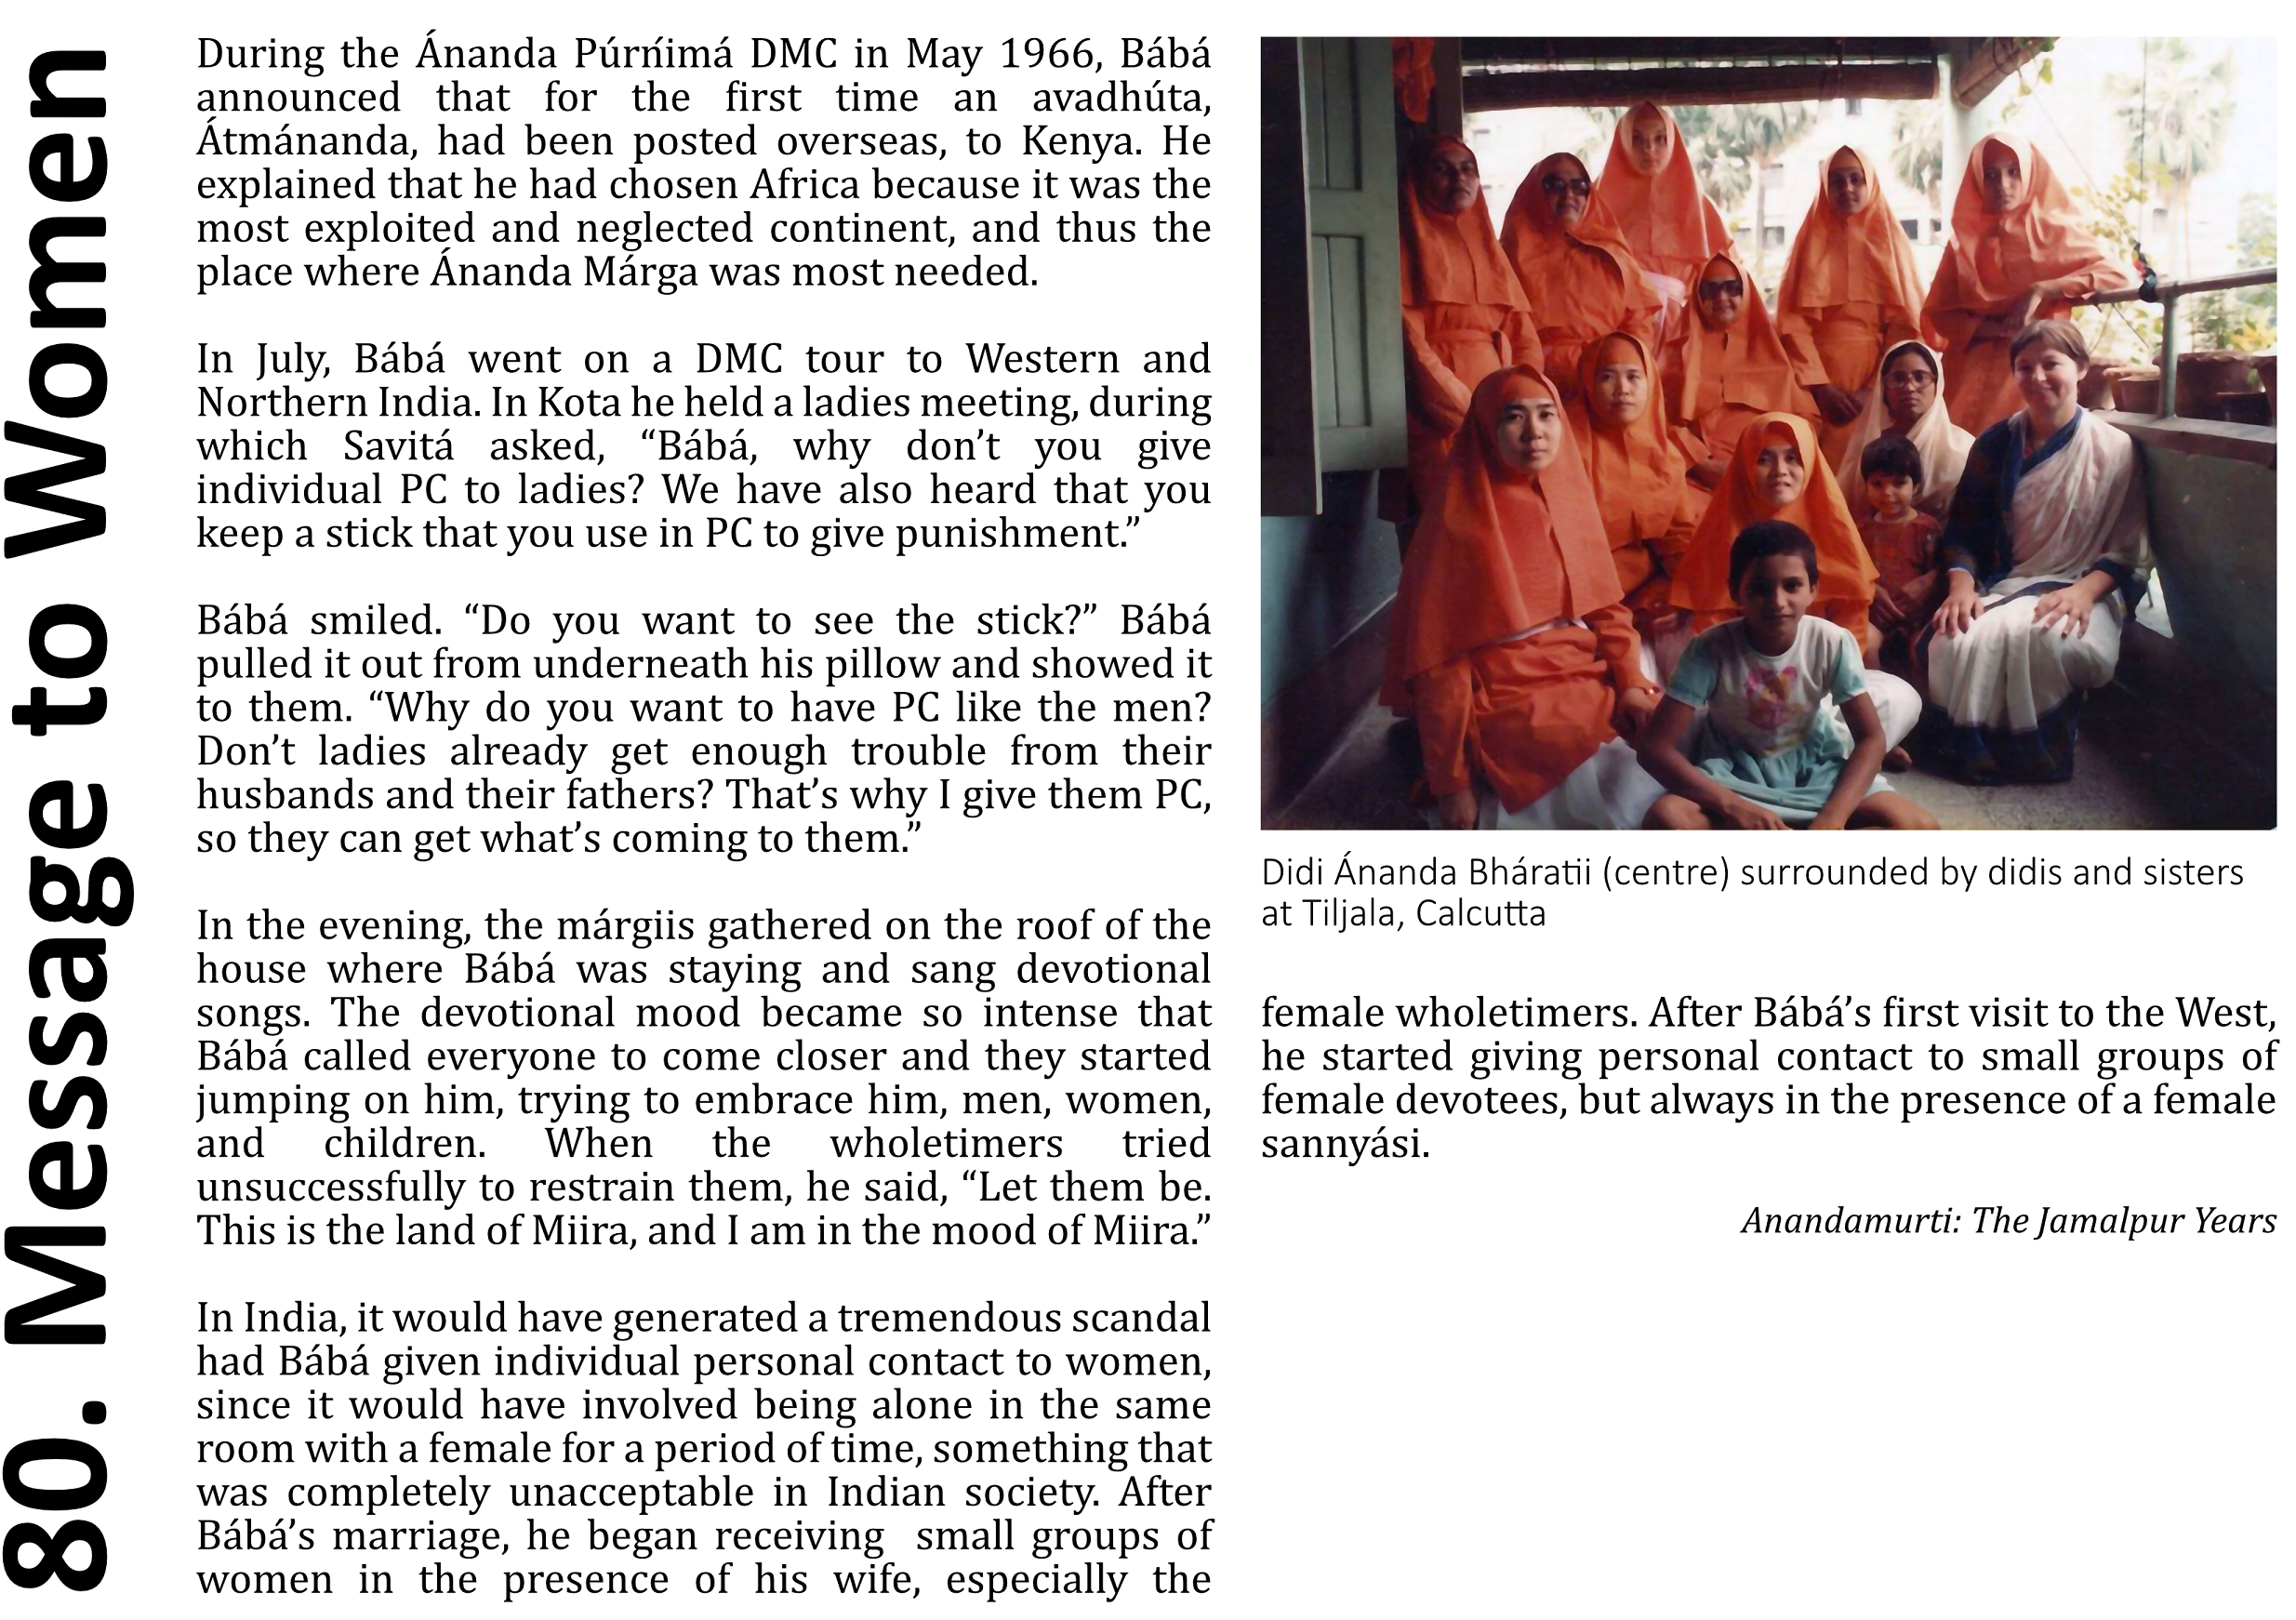 80. Message to Women
During the Ánanda Púrńimá DMC in May 1966, Bábá
announced that for the first time an avadhúta,
Átmánanda, had been posted overseas, to Kenya. He
explained that he had chosen Africa because it was the
most exploited and neglected continent, and thus the
place where Ánanda Márga was most needed.
In July, Bábá went on a DMC tour to Western and
Northern India. In Kota he held a ladies meeting, during
which Savitá asked, “Bábá, why don’t you give
individual PC to ladies? We have also heard that you
keep a stick that you use in PC to give punishment.”
Bábá smiled. “Do you want to see the stick?” Bábá
pulled it out from underneath his pillow and showed it
to them. “Why do you want to have PC like the men?
Don’t ladies already get enough trouble from their
husbands and their fathers? That’s why I give them PC,
so they can get what’s coming to them.”
In the evening, the márgiis gathered on the roof of the
house where Bábá was staying and sang devotional
songs. The devotional mood became so intense that
Bábá called everyone to come closer and they started
jumping on him, trying to embrace him, men, women,
and children. When the wholetimers tried
unsuccessfully to restrain them, he said, “Let them be.
This is the land of Miira, and I am in the mood of Miira.”
In India, it would have generated a tremendous scandal
had Bábá given individual personal contact to women,
since it would have involved being alone in the same
room with a female for a period of time, something that
was completely unacceptable in Indian society. After
Bábá’s marriage, he began receiving small groups of
women in the presence of his wife, especially the
Didi Ánanda Bháratii (centre) surrounded by didis and sisters
at Tiljala, Calcutta
female wholetimers. After Bábá’s first visit to the West,
he started giving personal contact to small groups of
female devotees, but always in the presence of a female
sannyási.
Anandamurti: The Jamalpur Years